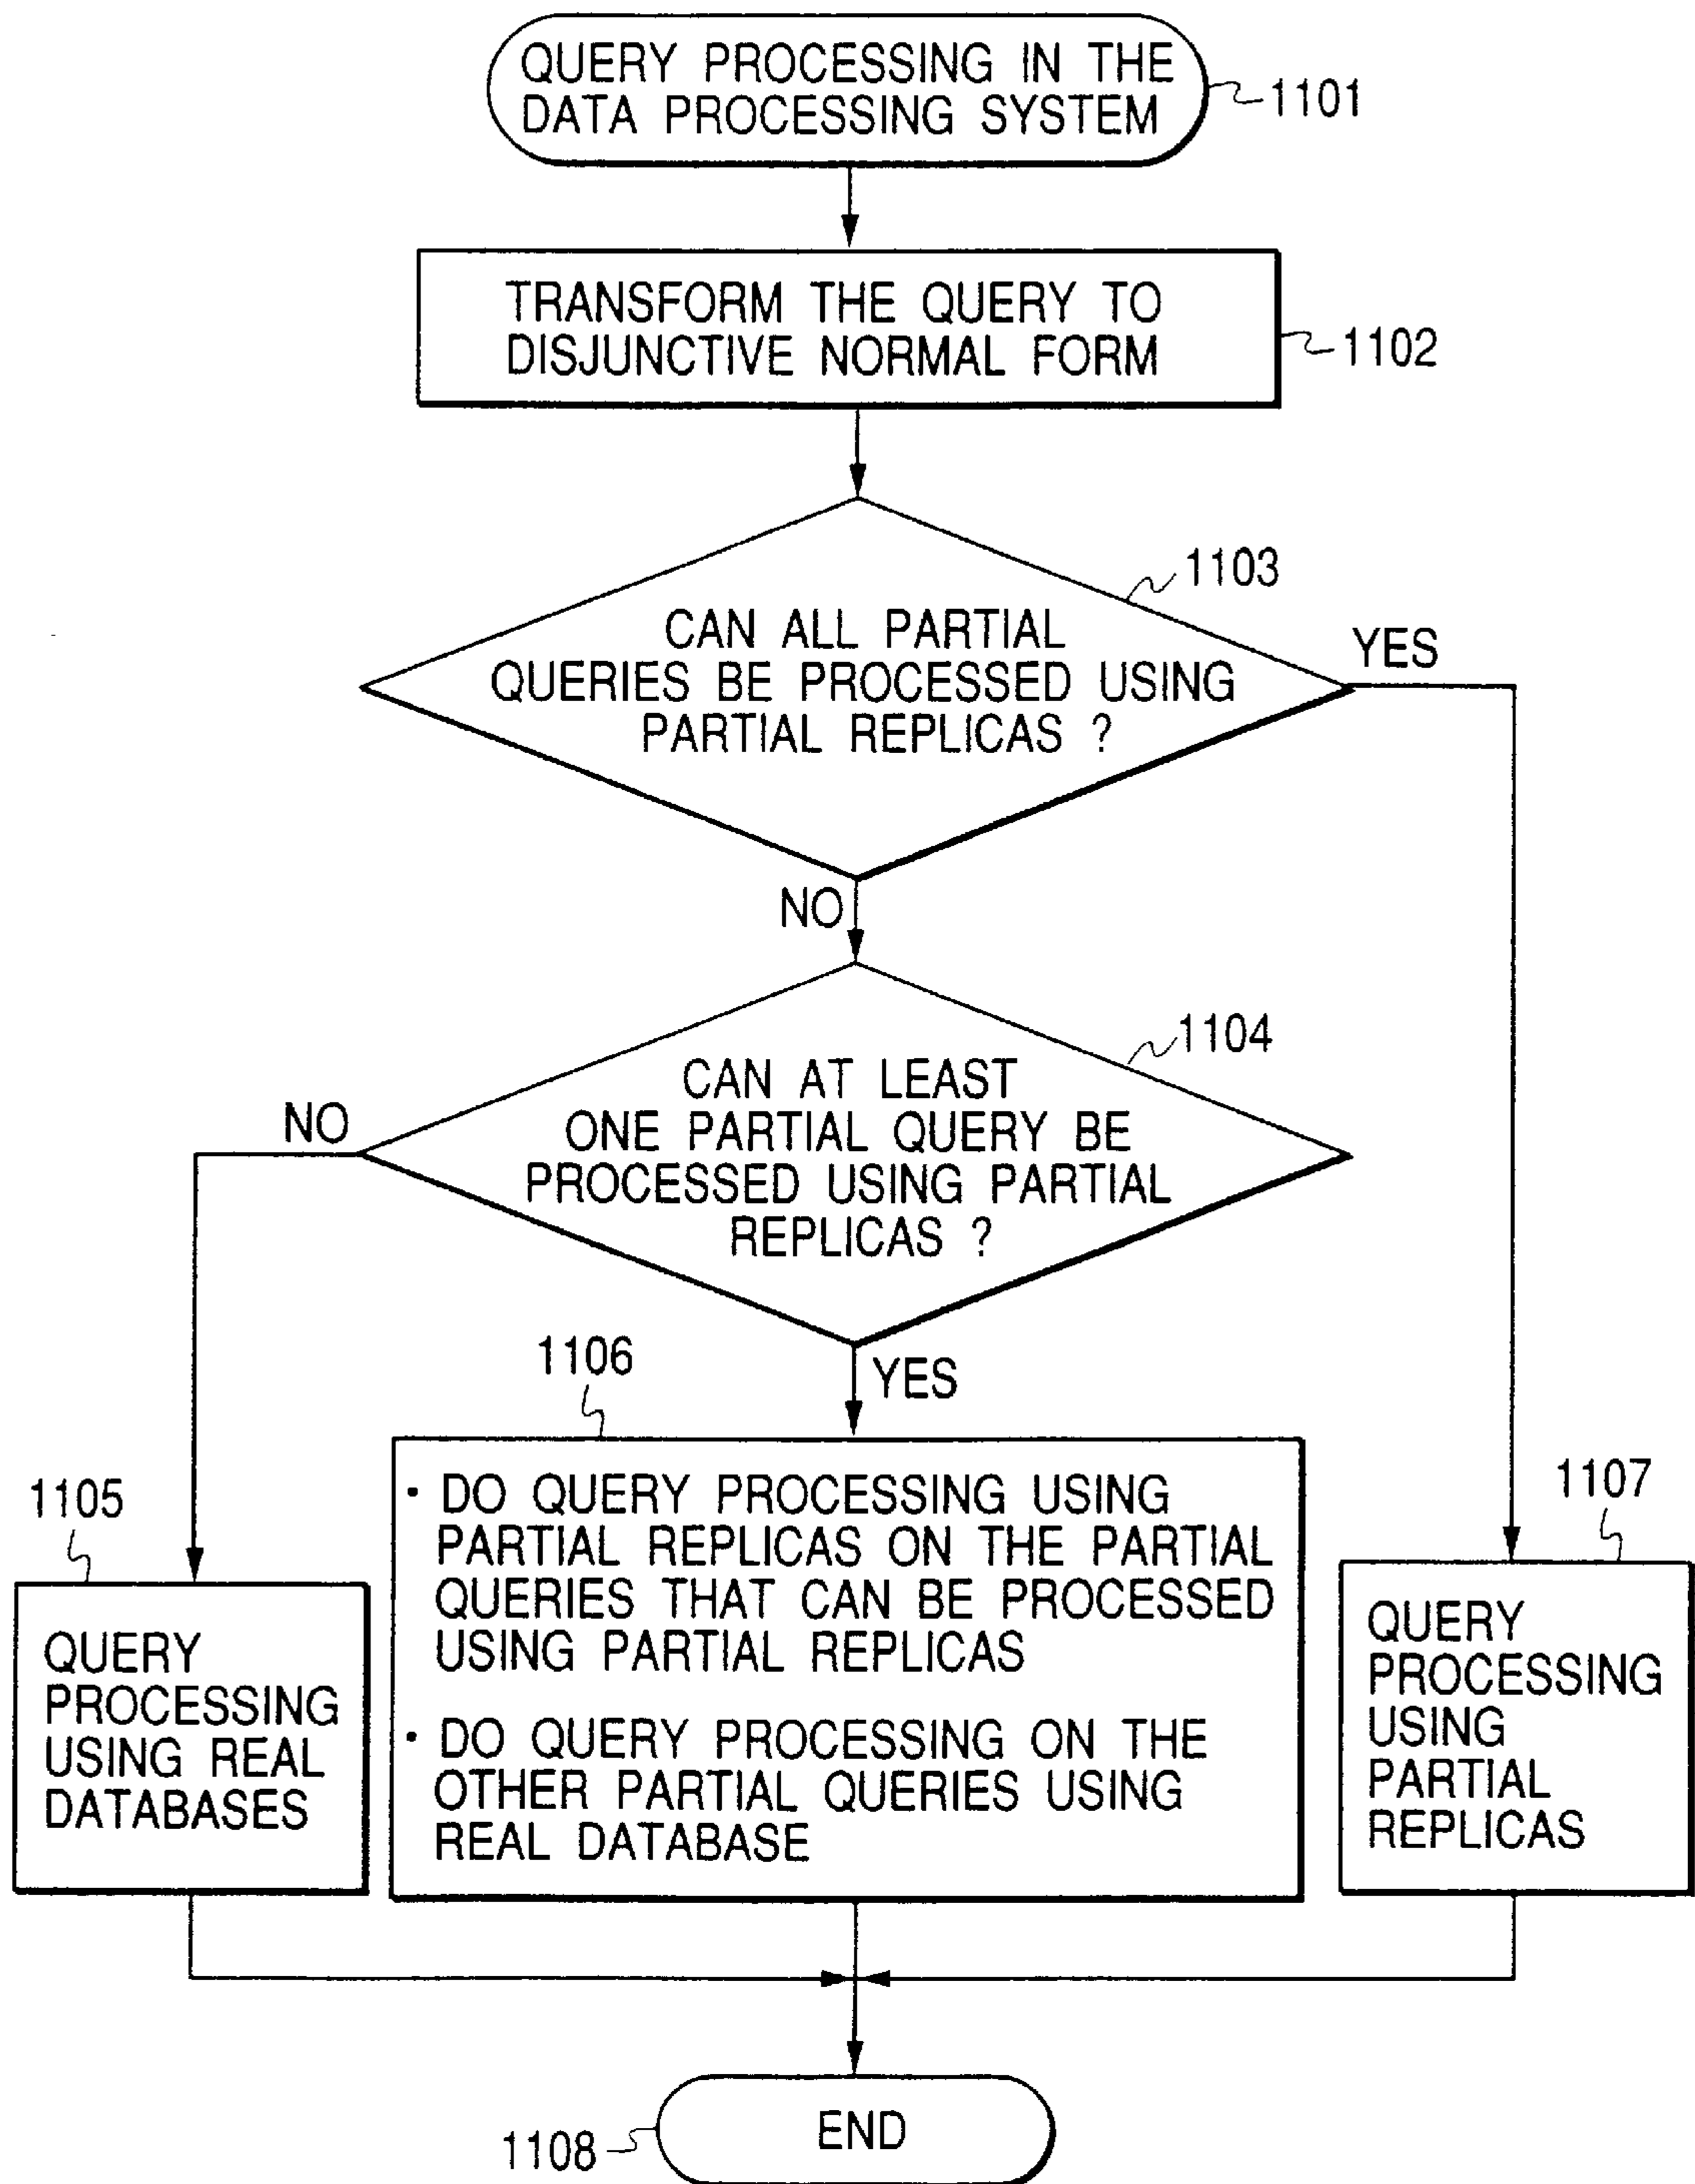 QUERY PROCESSING IN THE
DATA PROCESSING SYSTEM
1101
TRANSFORM THE QUERY TO
DISJUNCTIVE NORMAL FORM
1102
1103
CAN ALL PARTIAL
QUERIES BE PROCESSED USING
PARTIAL REPLICAS ?
YES
NO
1104
CAN AT LEAST
ONE PARTIAL QUERY BE
PROCESSED USING PARTIAL
REPLICAS ?
NO
YES
1105
QUERY
PROCESSING
USING REAL
DATABASES
1106
· DO QUERY PROCESSING USING
PARTIAL REPLICAS ON THE PARTIAL
QUERIES THAT CAN BE PROCESSED
USING PARTIAL REPLICAS
· DO QUERY PROCESSING ON THE
OTHER PARTIAL QUERIES USING
REAL DATABASE
1107
QUERY
PROCESSING
USING
PARTIAL
REPLICAS
1108
END